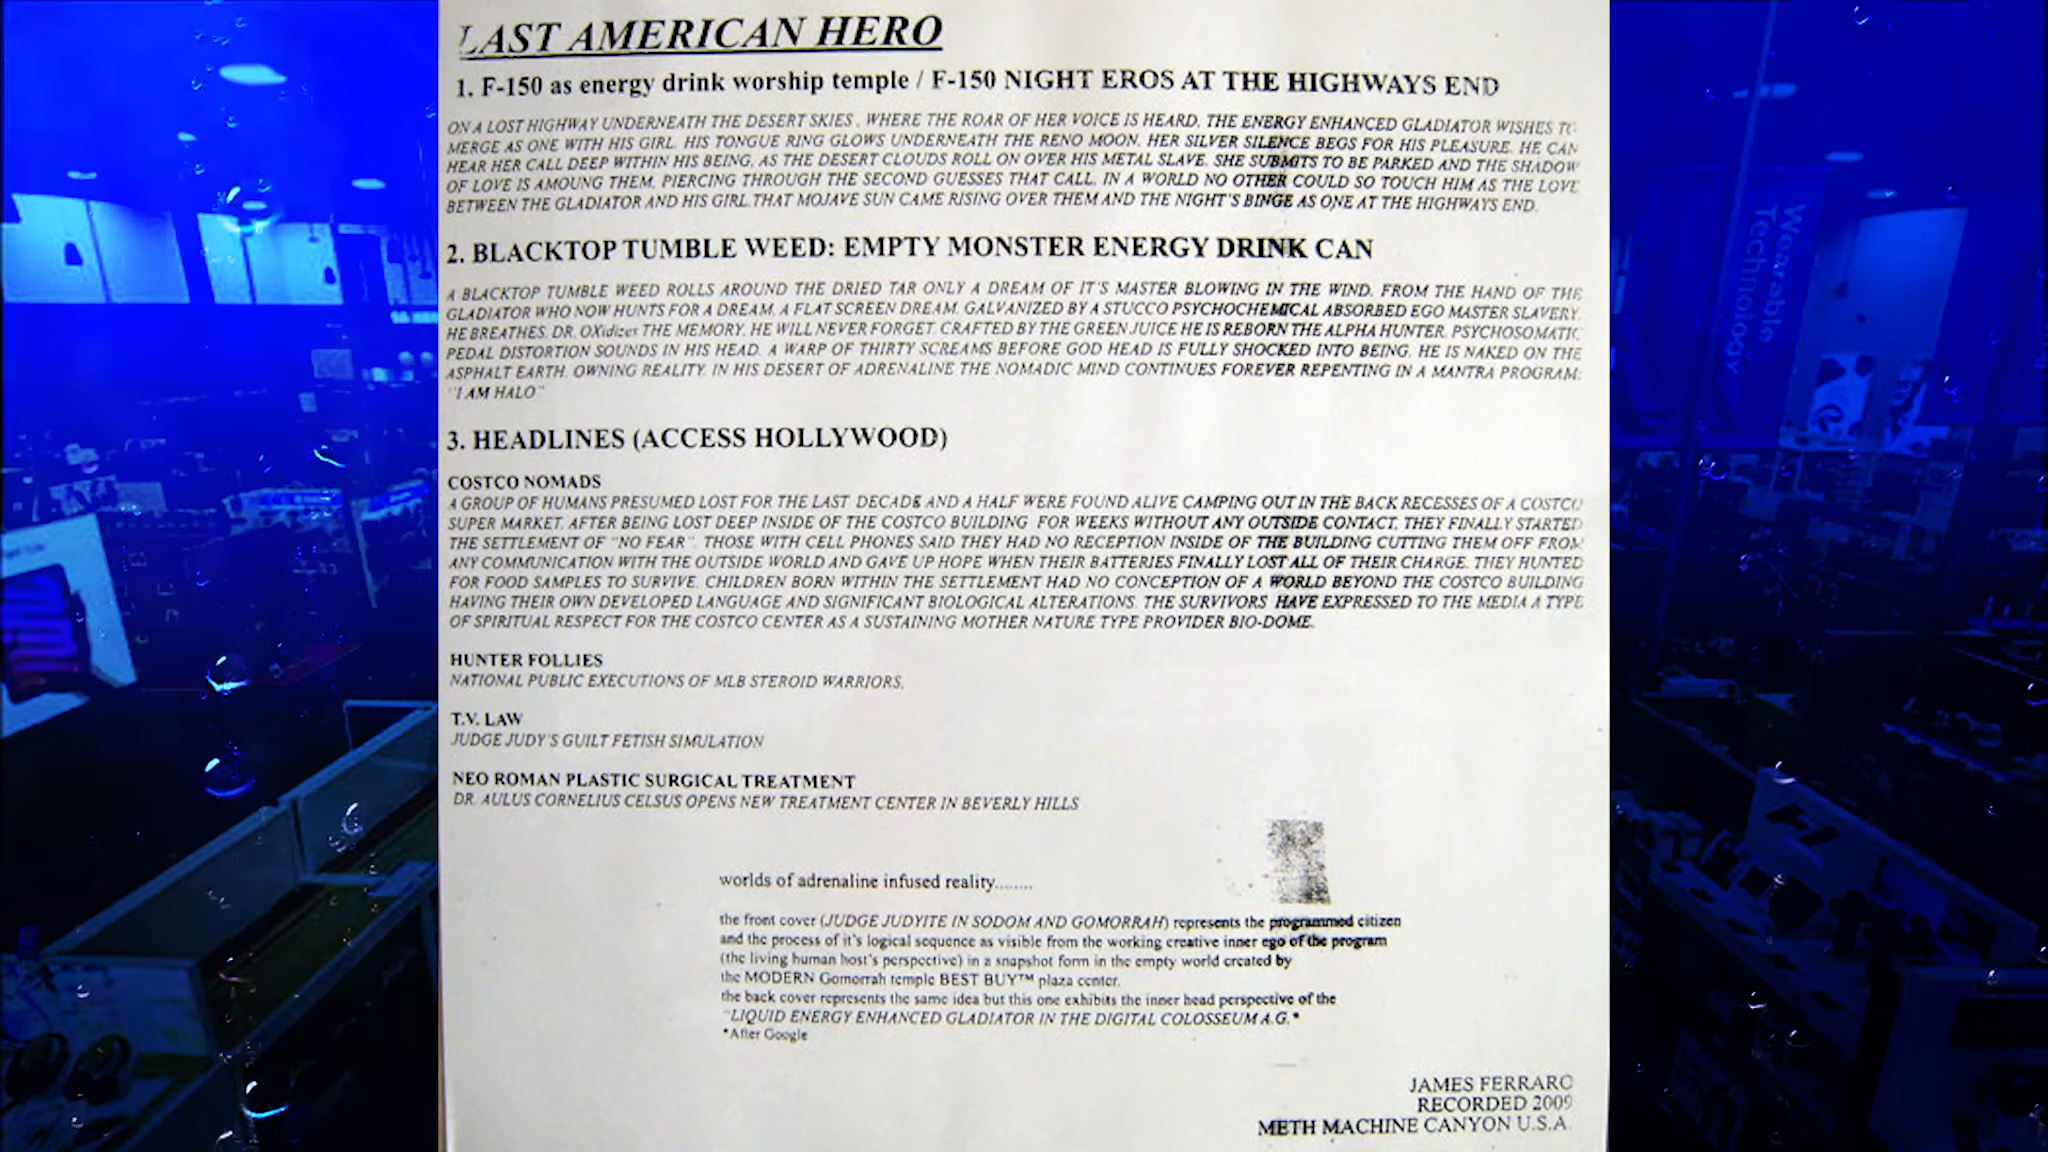 LAST AMERICAN HERO
1. F-150 as energy drink worship temple / F-150 NIGHT EROS AT THE HIGHWAYS END
ON A LOST HIGHWAY UNDERNEATH THE DESERT SKIES , WHERE THE ROAR OF HER VOICE IS HEARD. THE ENERGY ENHANCED GLADIATOR WISHES TO
MERGE AS ONE WITH HIS GIRL. HIS TONGUE RING GLOWS UNDERNEATH THE RENO MOON. HER SILVER SILENCE BEGS FOR HIS PLEASURE. HE CAN
HEAR HER CALL DEEP WITHIN HIS BEING, AS THE DESERT CLOUDS ROLL ON OVER HIS METAL SLAVE. SHE SUBMITS TO BE PARKED AND THE SHADOW
OF LOVE IS AMOUNG THEM, PIERCING THROUGH THE SECOND GUESSES THAT CALL. IN A WORLD NO OTHER COULD SO TOUCH HIM AS THE LOVE
BETWEEN THE GLADIATOR AND HIS GIRL.THAT MOJAVE SUN CAME RISING OVER THEM AND THE NIGHT'S BINGE AS ONE AT THE HIGHWAYS END.
2. BLACKTOP TUMBLE WEED: EMPTY MONSTER ENERGY DRINK CAN
A BLACKTOP TUMBLE WEED ROLLS AROUND THE DRIED TAR ONLY A DREAM OF IT'S MASTER BLOWING IN THE WIND. FROM THE HAND OF THE
GLADIATOR WHO NOW HUNTS FOR A DREAM, A FLAT SCREEN DREAM. GALVANIZED BY A STUCCO PSYCHOCHEMICAL ABSORBED EGO MASTER SLAVERY.
HE BREATHES. DR. OXidizes THE MEMORY. HE WILL NEVER FORGET. CRAFTED BY THE GREEN JUICE HE IS REBORN THE ALPHA HUNTER. PSYCHOSOMATIC
PEDAL DISTORTION SOUNDS IN HIS HEAD. A WARP OF THIRTY SCREAMS BEFORE GOD HEAD IS FULLY SHOCKED INTO BEING. HE IS NAKED ON THE
ASPHALT EARTH. OWNING REALITY. IN HIS DESERT OF ADRENALINE THE NOMADIC MIND CONTINUES FOREVER REPENTING IN A MANTRA PROGRAM:
"I AM HALO"
3. HEADLINES (ACCESS HOLLYWOOD)
COSTCO NOMADS
A GROUP OF HUMANS PRESUMED LOST FOR THE LAST DECADE AND A HALF WERE FOUND ALIVE CAMPING OUT IN THE BACK RECESSES OF A COSTCO
SUPER MARKET. AFTER BEING LOST DEEP INSIDE OF THE COSTCO BUILDING FOR WEEKS WITHOUT ANY OUTSIDE CONTACT, THEY FINALLY STARTED
THE SETTLEMENT OF "NO FEAR". THOSE WITH CELL PHONES SAID THEY HAD NO RECEPTION INSIDE OF THE BUILDING CUTTING THEM OFF FROM
ANY COMMUNICATION WITH THE OUTSIDE WORLD AND GAVE UP HOPE WHEN THEIR BATTERIES FINALLY LOST ALL OF THEIR CHARGE. THEY HUNTED
FOR FOOD SAMPLES TO SURVIVE. CHILDREN BORN WITHIN THE SETTLEMENT HAD NO CONCEPTION OF A WORLD BEYOND THE COSTCO BUILDING
HAVING THEIR OWN DEVELOPED LANGUAGE AND SIGNIFICANT BIOLOGICAL ALTERATIONS. THE SURVIVORS HAVE EXPRESSED TO THE MEDIA A TYPE
OF SPIRITUAL RESPECT FOR THE COSTCO CENTER AS A SUSTAINING MOTHER NATURE TYPE PROVIDER BIO-DOME.
HUNTER FOLLIES
NATIONAL PUBLIC EXECUTIONS OF MLB STEROID WARRIORS.
T.V. LAW
JUDGE JUDY'S GUILT FETISH SIMULATION
NEO ROMAN PLASTIC SURGICAL TREATMENT
DR. AULUS CORNELIUS CELSUS OPENS NEW TREATMENT CENTER IN BEVERLY HILLS
worlds of adrenaline infused reality........
the front cover (JUDGE JUDYITE IN SODOM AND GOMORRAH) represents the programmed citizen
and the process of it's logical sequence as visible from the working creative inner ego of the program
(the living human host's perspective) in a snapshot form in the empty world created by
the MODERN Gomorrah temple BEST BUY™ plaza center.
the back cover represents the same idea but this one exhibits the inner head perspective of the
"LIQUID ENERGY ENHANCED GLADIATOR IN THE DIGITAL COLOSSEUM A.G.*
*After Google
JAMES FERRARO
RECORDED 2009
METH MACHINE CANYON U.S.A.
Wearable
Technology